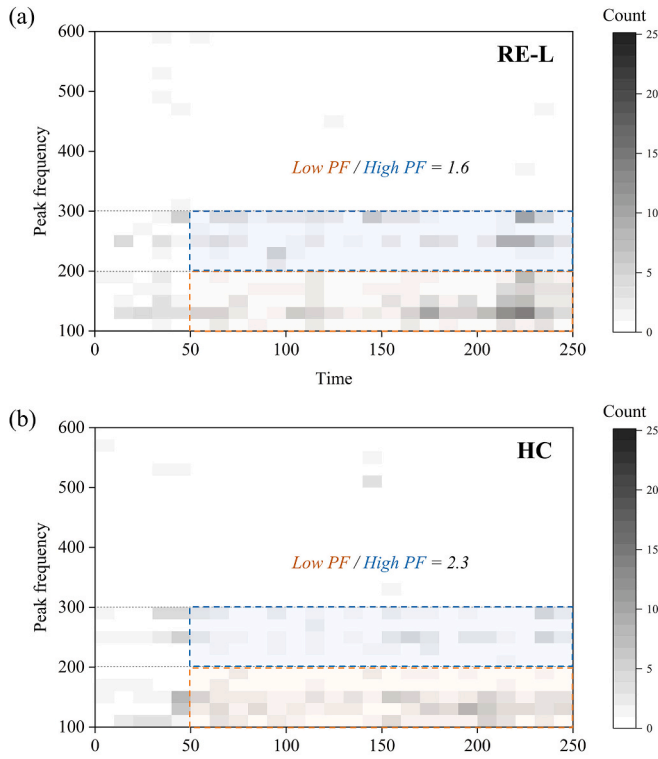 (a)
Count
600
RE-L
25
500
20
Peak frequency
400
15
Low PF / High PF = 1.6
300
10
200
5
100
0
0 50 100 150 200 250
Time
(b)
Count
600
HC
25
500
20
Peak frequency
400
15
Low PF / High PF = 2.3
300
10
200
5
100
0
0 50 100 150 200 250